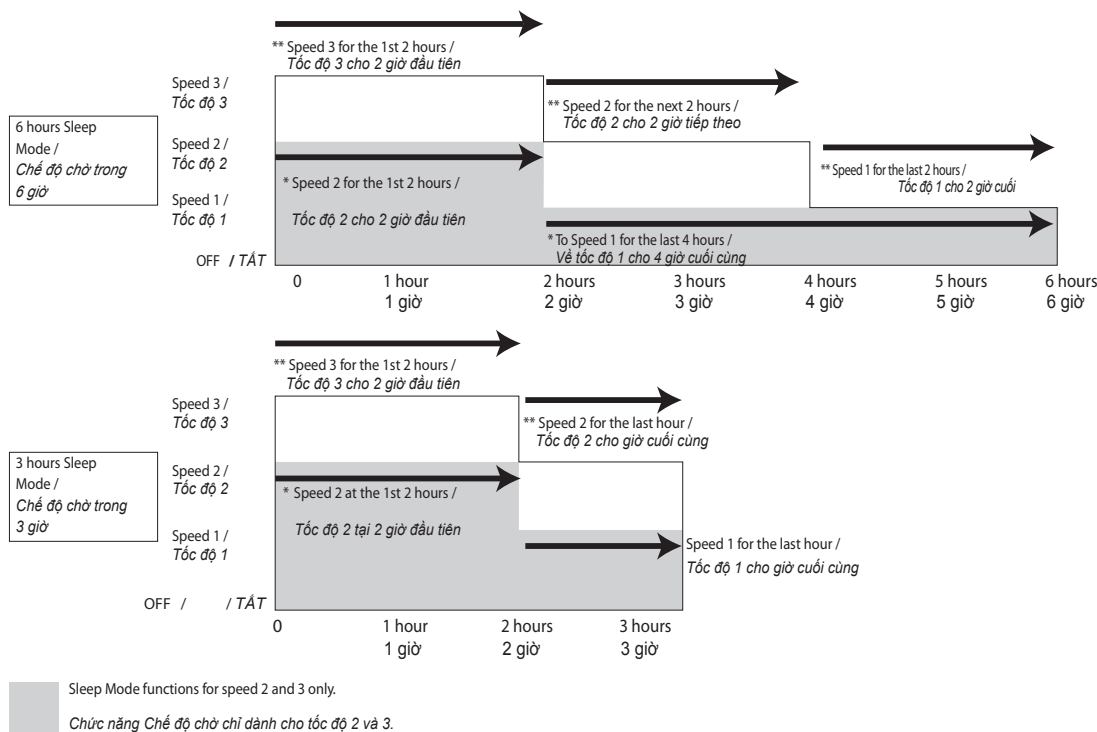 ** Speed 3 for the 1st 2 hours /
Tốc độ 3 cho 2 giờ đầu tiên
Speed 3 /
Tốc độ 3
** Speed 2 for the next 2 hours /
Tốc độ 2 cho 2 giờ tiếp theo
6 hours Sleep
Mode /
Chế độ chờ trong
6 giờ
Speed 2 /
Tốc độ 2
* Speed 2 for the 1st 2 hours /
Tốc độ 2 cho 2 giờ đầu tiên
** Speed 1 for the last 2 hours /
Tốc độ 1 cho 2 giờ cuối
Speed 1 /
Tốc độ 1
* To Speed 1 for the last 4 hours /
Về tốc độ 1 cho 4 giờ cuối cùng
OFF / TẮT
0 1 hour 2 hours 3 hours 4 hours 5 hours 6 hours
1 giờ 2 giờ 3 giờ 4 giờ 5 giờ 6 giờ
** Speed 3 for the 1st 2 hours /
Tốc độ 3 cho 2 giờ đầu tiên
Speed 3 /
Tốc độ 3
** Speed 2 for the last hour /
Tốc độ 2 cho giờ cuối cùng
3 hours Sleep
Mode /
Chế độ chờ trong
3 giờ
Speed 2 /
Tốc độ 2
* Speed 2 at the 1st 2 hours /
Tốc độ 2 tại 2 giờ đầu tiên
Speed 1 /
Tốc độ 1
Speed 1 for the last hour /
Tốc độ 1 cho giờ cuối cùng
OFF / / TẮT
0 1 hour 2 hours 3 hours
1 giờ 2 giờ 3 giờ
Sleep Mode functions for speed 2 and 3 only.
Chức năng Chế độ chờ chỉ dành cho tốc độ 2 và 3.